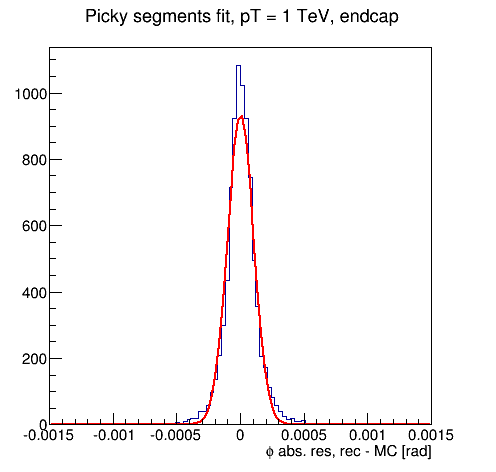 Picky segments fit, pT = 1 TeV, endcap
1000
800
600
400
200
0
-0.0015 -0.001 -0.0005 0 0.0005 0.001 0.0015
ϕ abs. res, rec - MC [rad]